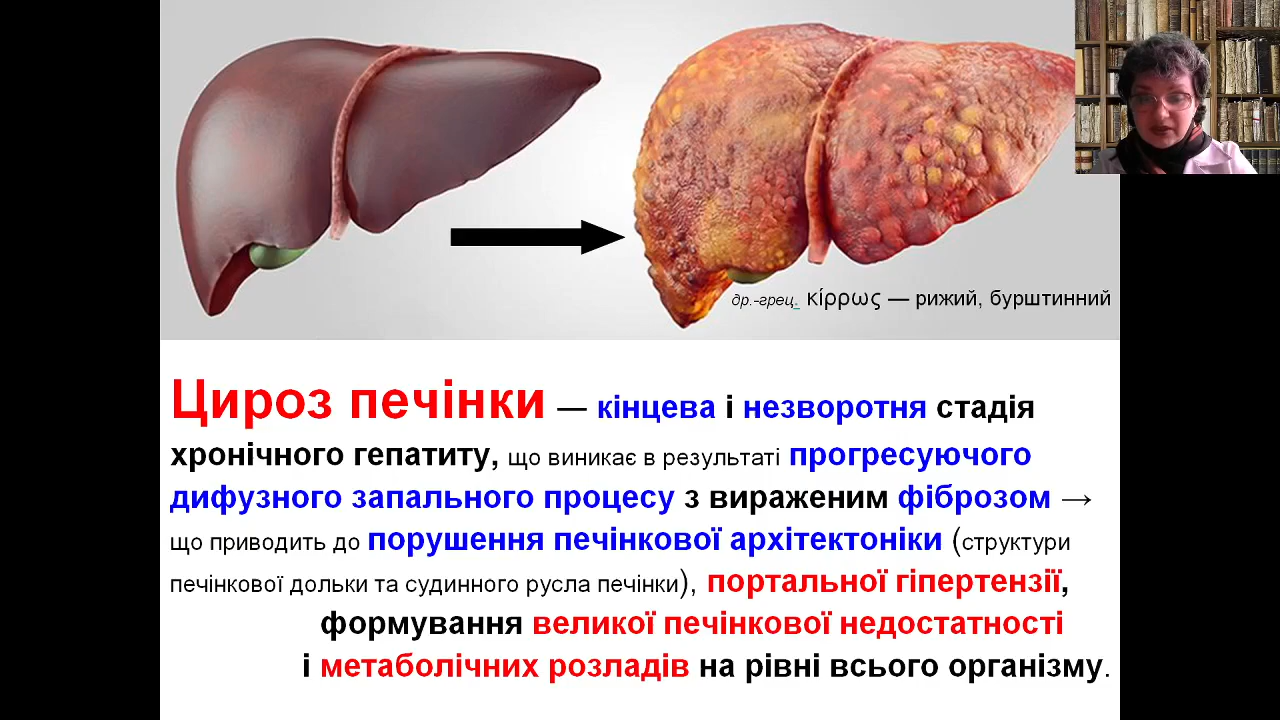 др.-грец. κίρρως — рижий, бурштинний
Цироз печінки — кінцева і незворотня стадія
хронічного гепатиту, що виникає в результаті прогресуючого
дифузного запального процесу з вираженим фіброзом →
що приводить до порушення печінкової архітектоніки (структури
печінкової дольки та судинного русла печінки), портальної гіпертензії,
формування великої печінкової недостатності
і метаболічних розладів на рівні всього організму.